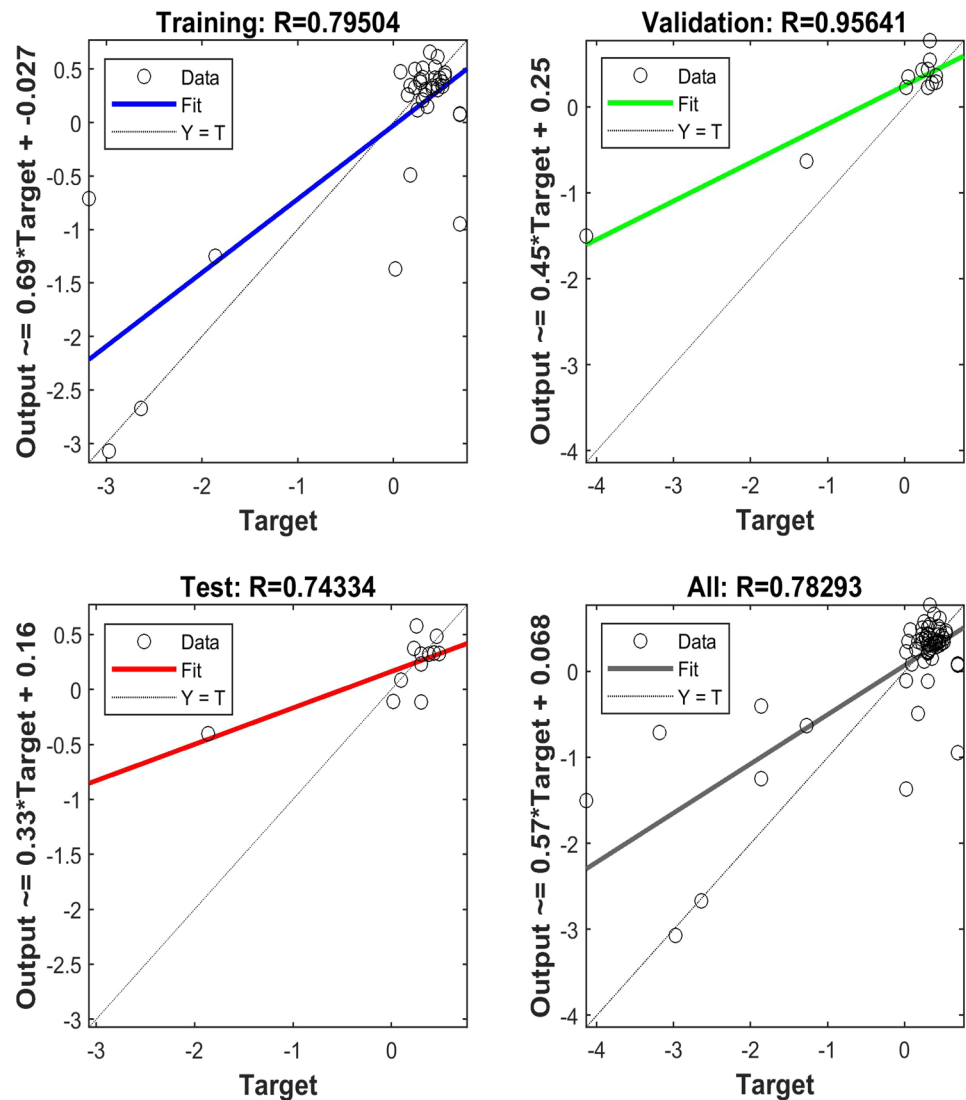 Training: R=0.79504
Output ~= 0.69*Target + -0.027
0.5
0
-0.5
-1
-1.5
-2
-2.5
-3
Data
Fit
Y = T
-3
-2
-1
0
Target
Validation: R=0.95641
Output ~= 0.45*Target + 0.25
0
-1
-2
-3
-4
Data
Fit
Y = T
-4
-3
-2
-1
0
Target
Test: R=0.74334
Output ~= 0.33*Target + 0.16
0.5
0
-0.5
-1
-1.5
-2
-2.5
-3
Data
Fit
Y = T
-3
-2
-1
0
Target
All: R=0.78293
Output ~= 0.57*Target + 0.068
0
-1
-2
-3
-4
Data
Fit
Y = T
-4
-3
-2
-1
0
Target